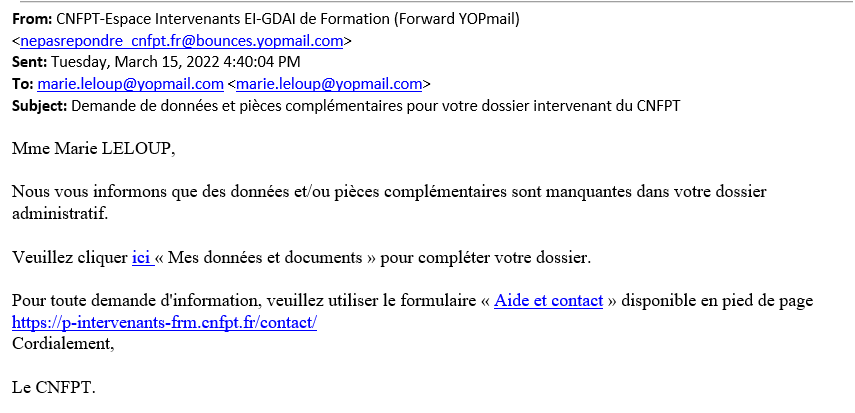 From: CNFPT-Espace Intervenants EI-GDAI de Formation (Forward YOPmail)
<nepasrepondre_cnfpt.fr@bounces.yopmail.com>
Sent: Tuesday, March 15, 2022 4:40:04 PM
To: marie.leloup@yopmail.com <marie.leloup@yopmail.com>
Subject: Demande de données et pièces complémentaires pour votre dossier intervenant du CNFPT
Mme Marie LELOUP,
Nous vous informons que des données et/ou pièces complémentaires sont manquantes dans votre dossier
administratif.
Veuillez cliquer ici « Mes données et documents » pour compléter votre dossier.
Pour toute demande d'information, veuillez utiliser le formulaire « Aide et contact » disponible en pied de page
https://p-intervenants-frm.cnfpt.fr/contact/
Cordialement,
Le CNFPT.